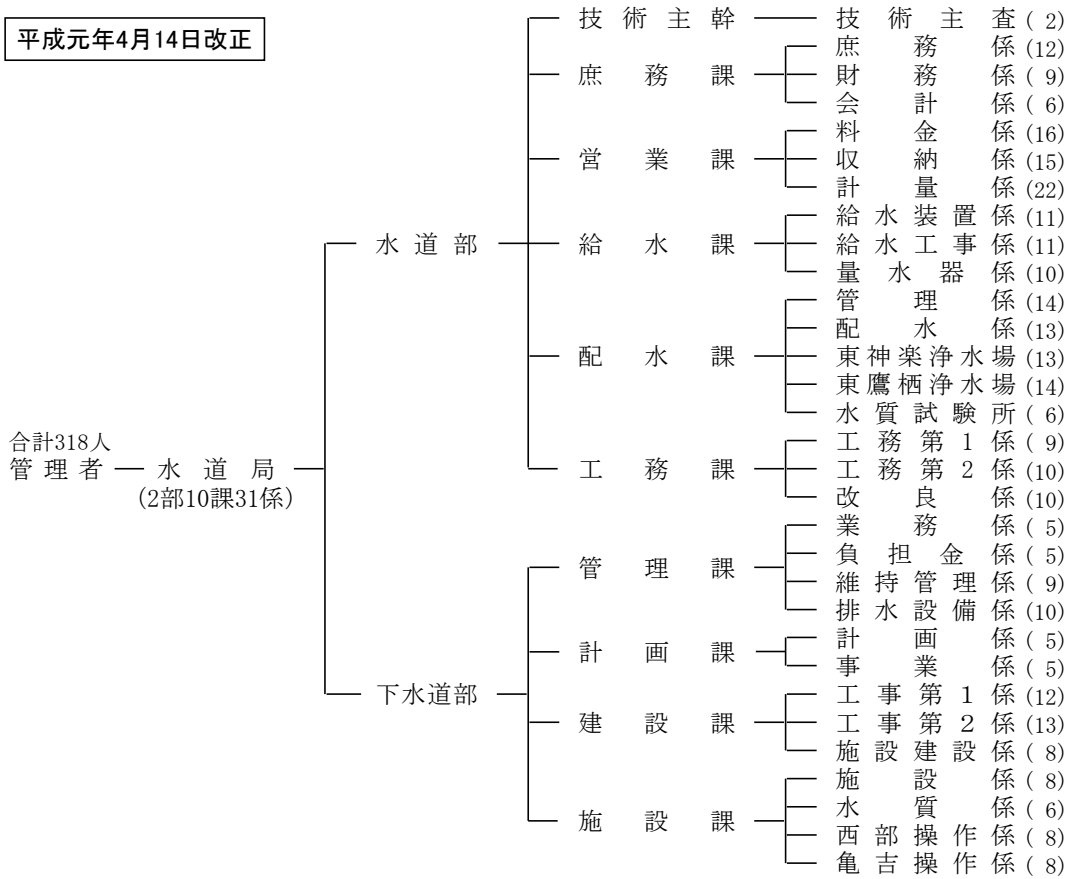 平成元年4月14日改正
技術主幹 技術主査( 2)
庶務係(12)
庶務課 財務係( 9)
会計係( 6)
料金係(16)
営業課 収納係(15)
計量係(22)
給水装置係(11)
水道部 給水課 給水工事係(11)
量水器係(10)
管理係(14)
配水係(13)
配水課 東神楽浄水場(13)
東鷹栖浄水場(14)
水質試験所( 6)
合計318人
工務第1係( 9)
管理者 水道局 工務課 工務第2係(10)
(2部10課31係)
改良係(10)
業務係( 5)
管理課 負担金係( 5)
維持管理係( 9)
排水設備係(10)
計画課 計画係( 5)
事業係( 5)
下水道部 工事第1係(12)
建設課 工事第2係(13)
施設建設係( 8)
施設係( 8)
施設課 水質係( 6)
西部操作係( 8)
亀吉操作係( 8)